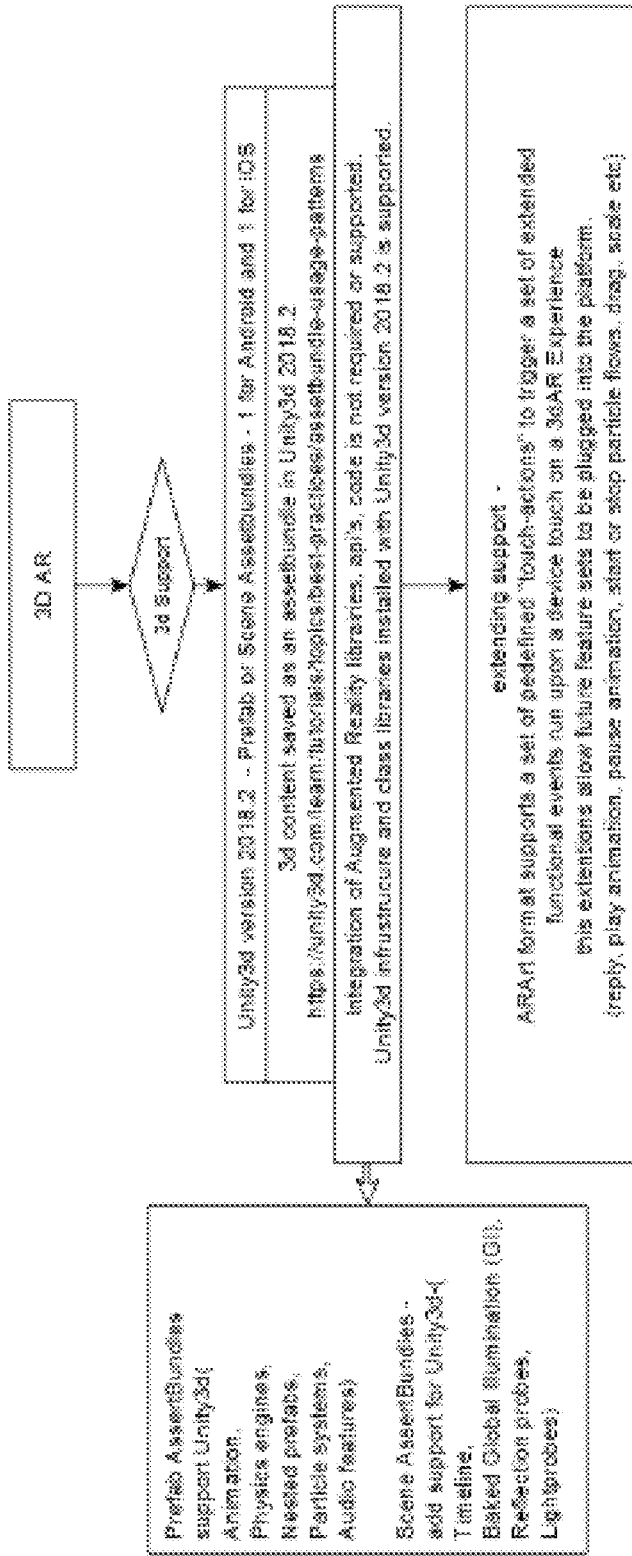 3D AR
3d Support
Unity3d version 2018.2 - Prefab or Scene Assetbundles - 1 for Android and 1 for iOS
3d content saved as an assetbundle in Unity3d 2018.2
https://unity3d.com/learn/tutorials/topics/best-practices/assetbundle-usage-patterns
Integration of Augmented Reality libraries, api's, code is not required or supported.
Unity3d infrustrucure and class libraries installed with Unity3d version 2018.2 is supported.
Prefab AssertBundles
support Unity3d{
Animation,
Physics engines,
Nested prefabs,
Particle systems,
Audio features}
Scene AssertBundles -
add support for Unity3d-{
Timeline,
Baked Global Illumination (GI),
Reflection probes,
Lightprobes}
extending support -
ARArt format supports a set of pedefined "touch-actions" to trigger a set of extended
functional events run upon a device touch on a 3dAR Experience
this extentions allow future feature sets to be plugged into the platform.
(reply, play animation, pause animation, start or stop particle flows, drag, scale etc)